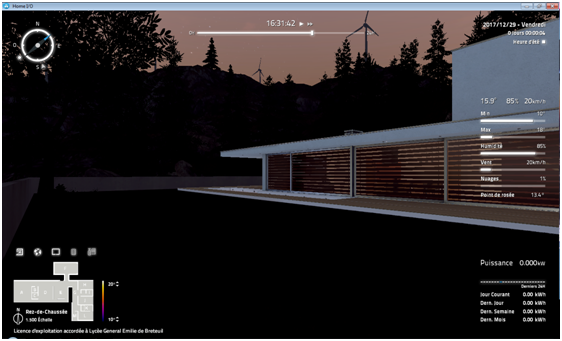 Home I/O
16:31:42
2017/12/29 - Vendredi
0 Jours 00:00:04
Heure d'été
N
O
E
S
15.9° 85% 20km/h
Min 10°
Max 18°
Humidité 85%
Vent 20km/h
Nuages 1%
Point de rosée 13.4°
Puissance 0.000kW
Derniers 24H
Jour Courant 0.00 kWh
Dern. Jour 0.00 kWh
Dern. Semaine 0.00 kWh
Dern. Mois 0.00 kWh
20°
10°
N
Rez-de-Chaussée
1:500 Échelle
Licence d'exploitation accordée à Lycée General Emilie de Breteuil